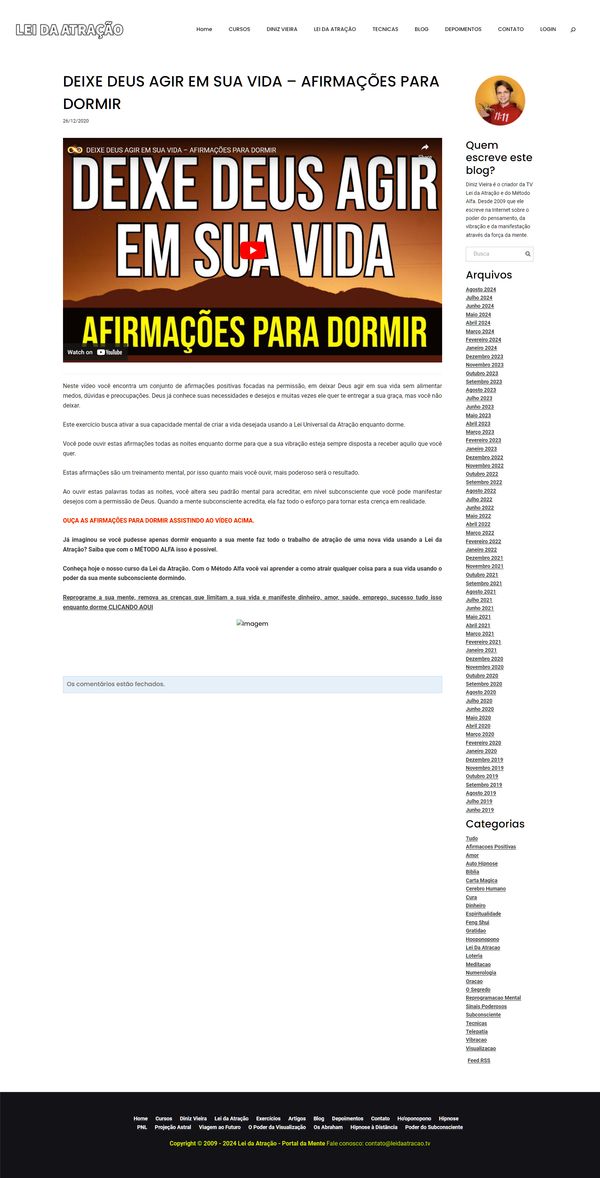 LEI DA ATRAÇÃO
Home CURSOS DINIZ VIEIRA LEI DA ATRAÇÃO TECNICAS BLOG DEPOIMENTOS CONTATO LOGIN
DEIXE DEUS AGIR EM SUA VIDA – AFIRMAÇÕES PARA
DORMIR
26/12/2020
DEIXE DEUS AGIR EM SUA VIDA – AFIRMAÇÕES PARA DORMIR
Share
DEIXE DEUS AGIR
EM SUA VIDA
AFIRMAÇÕES PARA DORMIR
Watch on YouTube
Neste vídeo você encontra um conjunto de afirmações positivas focadas na permissão, em deixar Deus agir em sua vida sem alimentar
medos, dúvidas e preocupações. Deus já conhece suas necessidades e desejos e muitas vezes ele quer te entregar a sua graça, mas você não
deixar.
Este exercício busca ativar a sua capacidade mental de criar a vida desejada usando a Lei Universal da Atração enquanto dorme.
Você pode ouvir estas afirmações todas as noites enquanto dorme para que a sua vibração esteja sempre disposta a receber aquilo que você
quer.
Estas afirmações são um treinamento mental, por isso quanto mais você ouvir, mais poderoso será o resultado.
Ao ouvir estas palavras todas as noites, você altera seu padrão mental para acreditar, em nível subconsciente que você pode manifestar
desejos com a permissão de Deus. Quando a mente subconsciente acredita, ela faz todo o esforço para tornar esta crença em realidade.
OUÇA AS AFIRMAÇÕES PARA DORMIR ASSISTINDO AO VÍDEO ACIMA.
Já imaginou se você pudesse apenas dormir enquanto a sua mente faz todo o trabalho de atração de uma nova vida usando a Lei da
Atração? Saiba que com o MÉTODO ALFA isso é possível.
Conheça hoje o nosso curso da Lei da Atração. Com o Método Alfa você vai aprender a como atrair qualquer coisa para a sua vida usando o
poder da sua mente subconsciente dormindo.
Reprograme a sua mente, remova as crenças que limitam a sua vida e manifeste dinheiro, amor, saúde, emprego, sucesso tudo isso
enquanto dorme CLICANDO AQUI
Imagem
Os comentários estão fechados.
11:11
Quem
escreve este
blog?
Diniz Vieira é o criador da TV
Lei da Atração e do Método
Alfa. Desde 2009 que ele
escreve na Internet sobre o
poder do pensamento, da
vibração e da manifestação
através da força da mente.
Busca
Arquivos
Agosto 2024
Julho 2024
Junho 2024
Maio 2024
Abril 2024
Março 2024
Fevereiro 2024
Janeiro 2024
Dezembro 2023
Novembro 2023
Outubro 2023
Setembro 2023
Agosto 2023
Julho 2023
Junho 2023
Maio 2023
Abril 2023
Março 2023
Fevereiro 2023
Janeiro 2023
Dezembro 2022
Novembro 2022
Outubro 2022
Setembro 2022
Agosto 2022
Julho 2022
Junho 2022
Maio 2022
Abril 2022
Março 2022
Fevereiro 2022
Janeiro 2022
Dezembro 2021
Novembro 2021
Outubro 2021
Setembro 2021
Agosto 2021
Julho 2021
Junho 2021
Maio 2021
Abril 2021
Março 2021
Fevereiro 2021
Janeiro 2021
Dezembro 2020
Novembro 2020
Outubro 2020
Setembro 2020
Agosto 2020
Julho 2020
Junho 2020
Maio 2020
Abril 2020
Março 2020
Fevereiro 2020
Janeiro 2020
Dezembro 2019
Novembro 2019
Outubro 2019
Setembro 2019
Agosto 2019
Julho 2019
Junho 2019
Categorias
Tudo
Afirmacoes Positivas
Amor
Auto Hipnose
Biblia
Carta Magica
Cerebro Humano
Cura
Dinheiro
Espiritualidade
Feng Shui
Gratidao
Hooponopono
Lei Da Atracao
Loteria
Meditacao
Numerologia
Oracao
O Segredo
Reprogramacao Mental
Sinais Poderosos
Subconsciente
Tecnicas
Telepatia
Vibracao
Visualizacao
Feed RSS
Home Cursos Diniz Vieira Lei da Atração Exercícios Artigos Blog Depoimentos Contato Ho'oponopono Hipnose
PNL Projeção Astral Viagem ao Futuro O Poder da Visualização Os Abraham Hipnose à Distância Poder do Subconsciente
Copyright © 2009 - 2024 Lei da Atração - Portal da Mente Fale conosco: contato@leidaatracao.tv